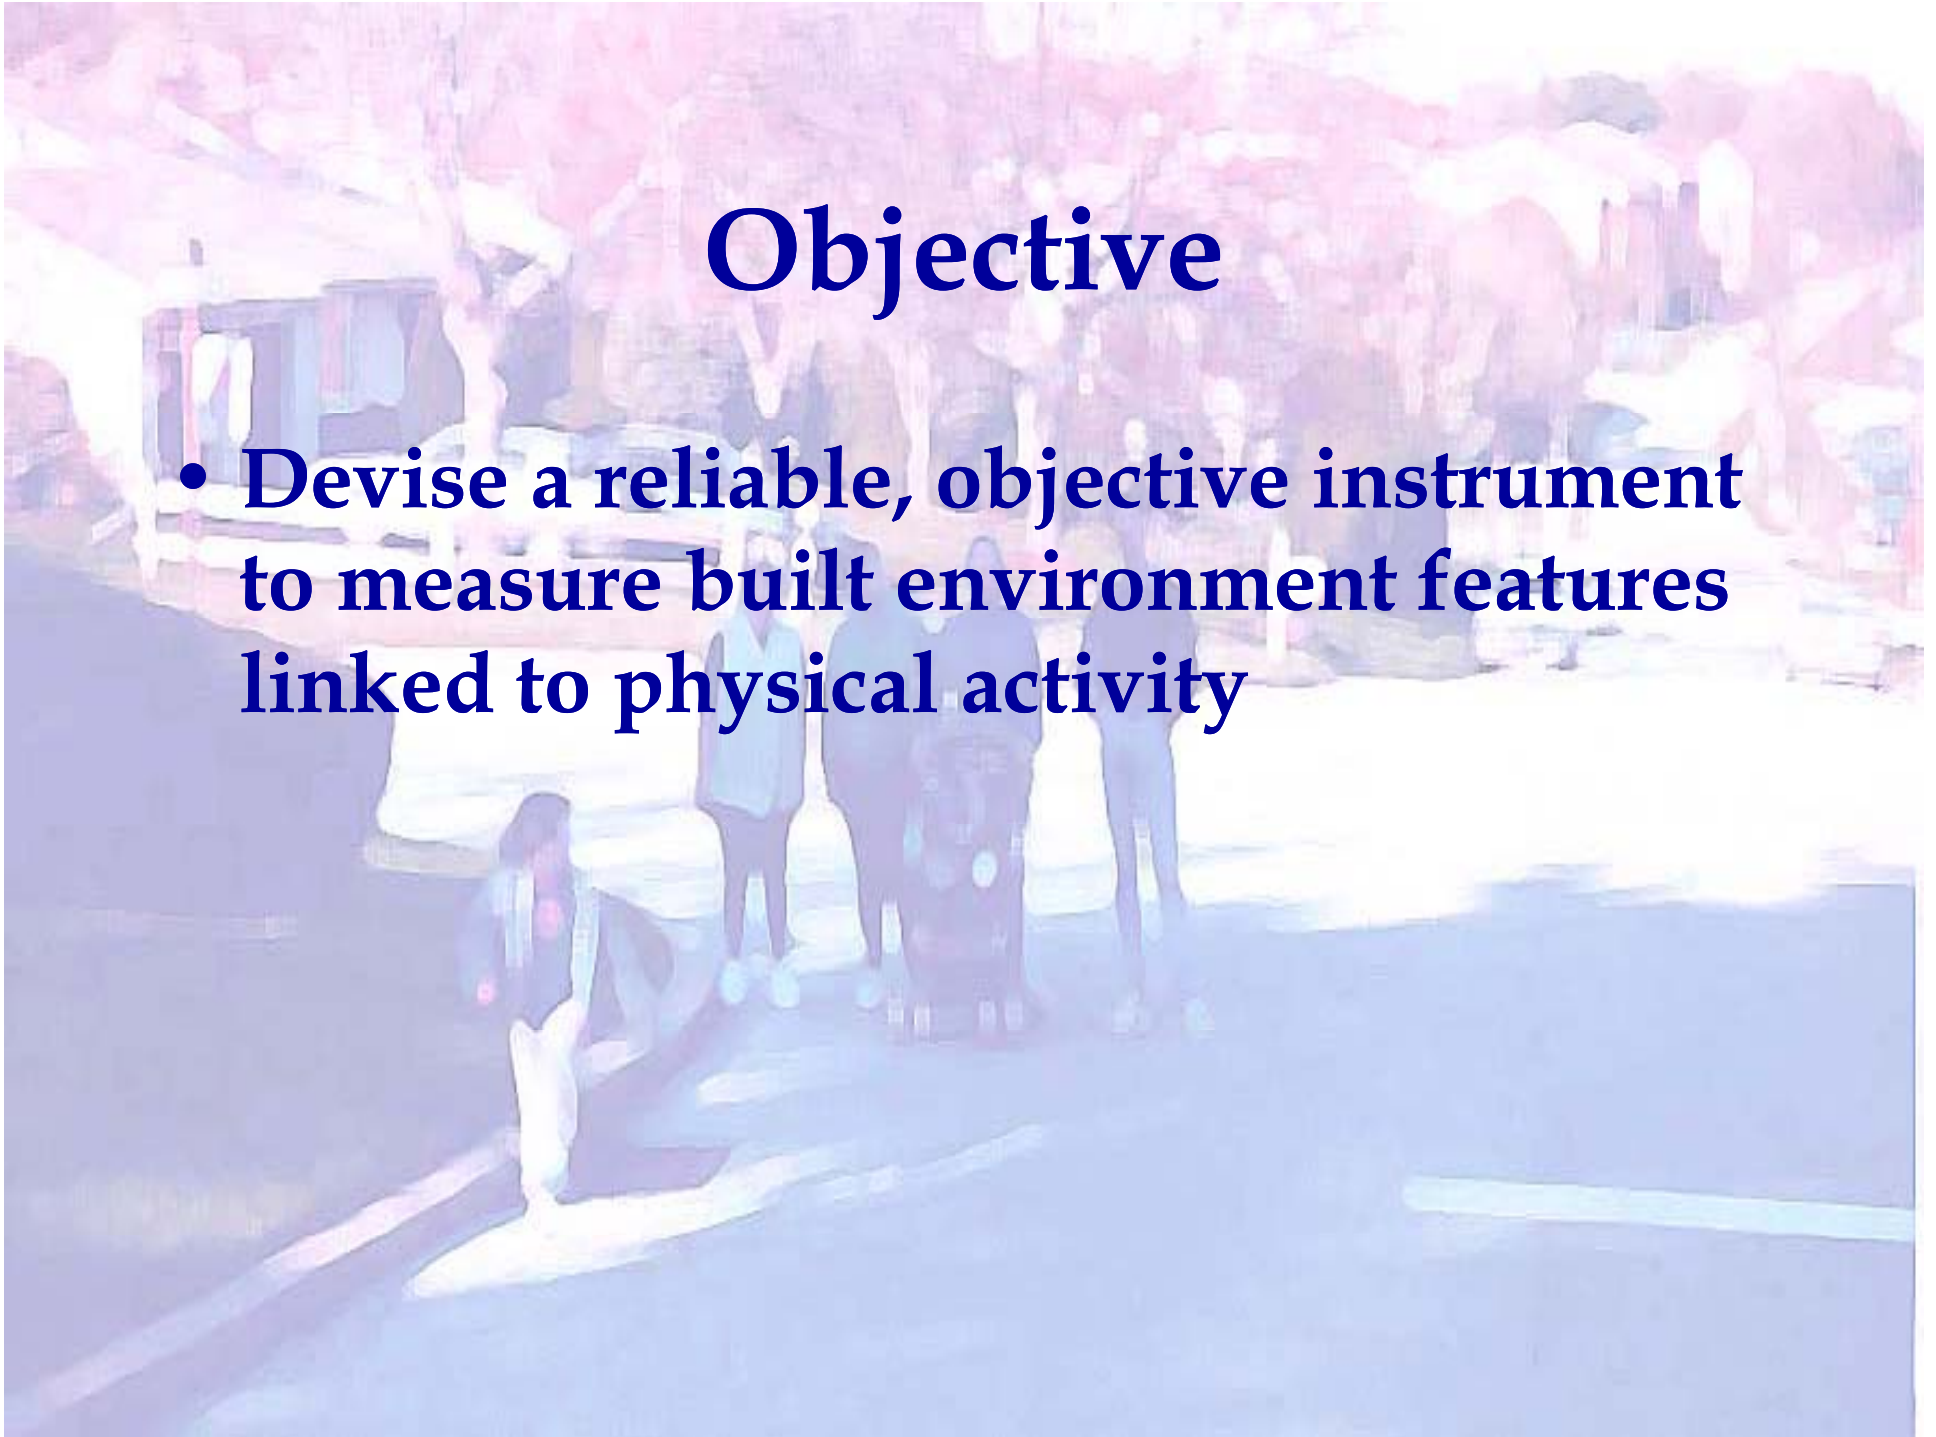 Objective
• Devise a reliable, objective instrument
to measure built environment features
linked to physical activity